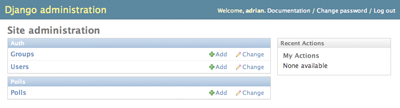 Django administration
Welcome, adrian. Documentation / Change password / Log out
Site administration
Auth
Groups Add Change
Users Add Change
Polls
Polls Add Change
Recent Actions
My Actions
None available